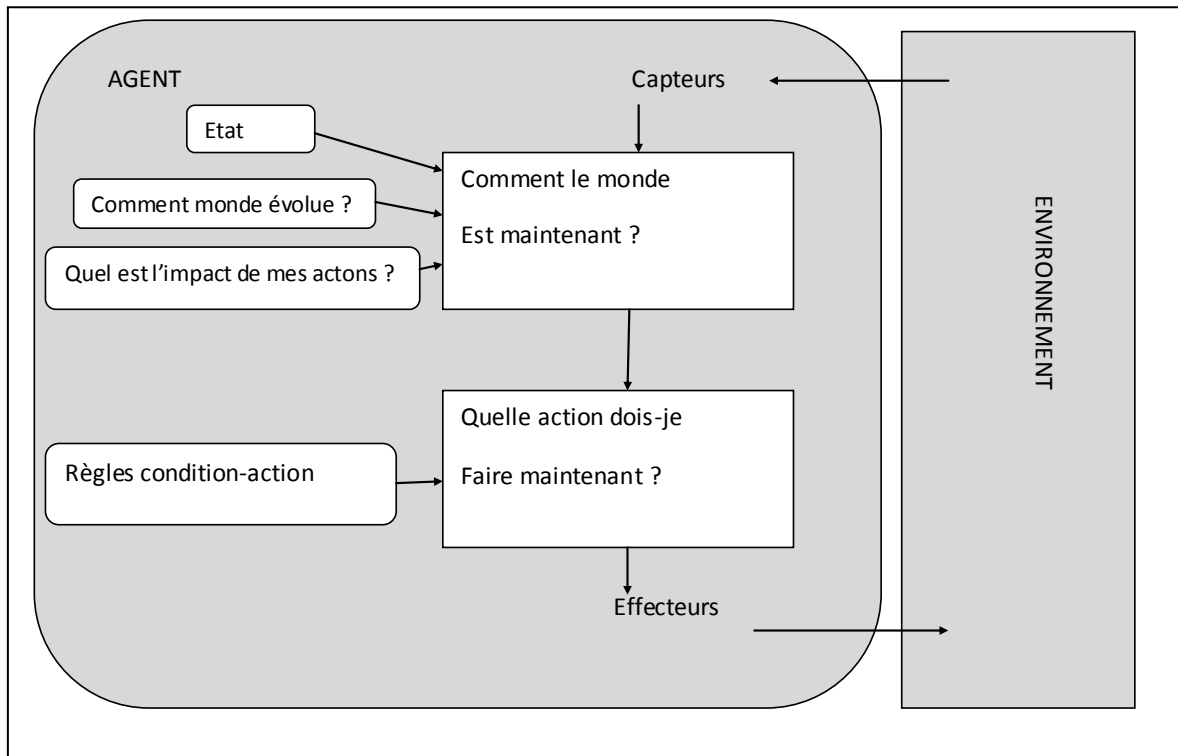 AGENT
Capteurs
Etat
Comment le monde
Est maintenant ?
Comment monde évolue ?
Quel est l'impact de mes actons ?
Quelle action dois-je
Faire maintenant ?
Règles condition-action
Effecteurs
ENVIRONNEMENT